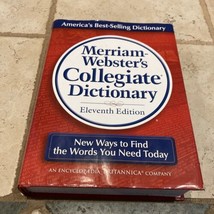 America's Best-Selling Dictionary
Merriam-
Webster's
Collegiate®
Dictionary
Eleventh Edition
New Ways to Find
the Words You Need Today
AN ENCYCLOPÆDIA BRITANNICA® COMPANY